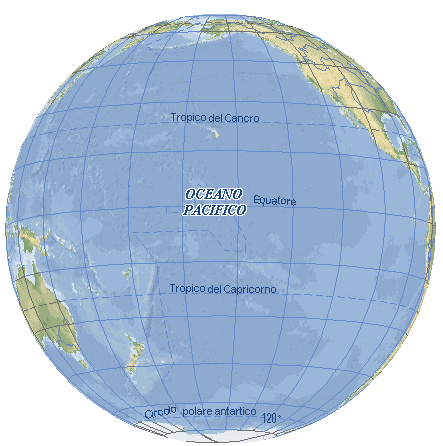 Tropico del Cancro
OCEANO
PACIFICO
Equatore
Tropico del Capricorno
Circolo polare antartico
120°